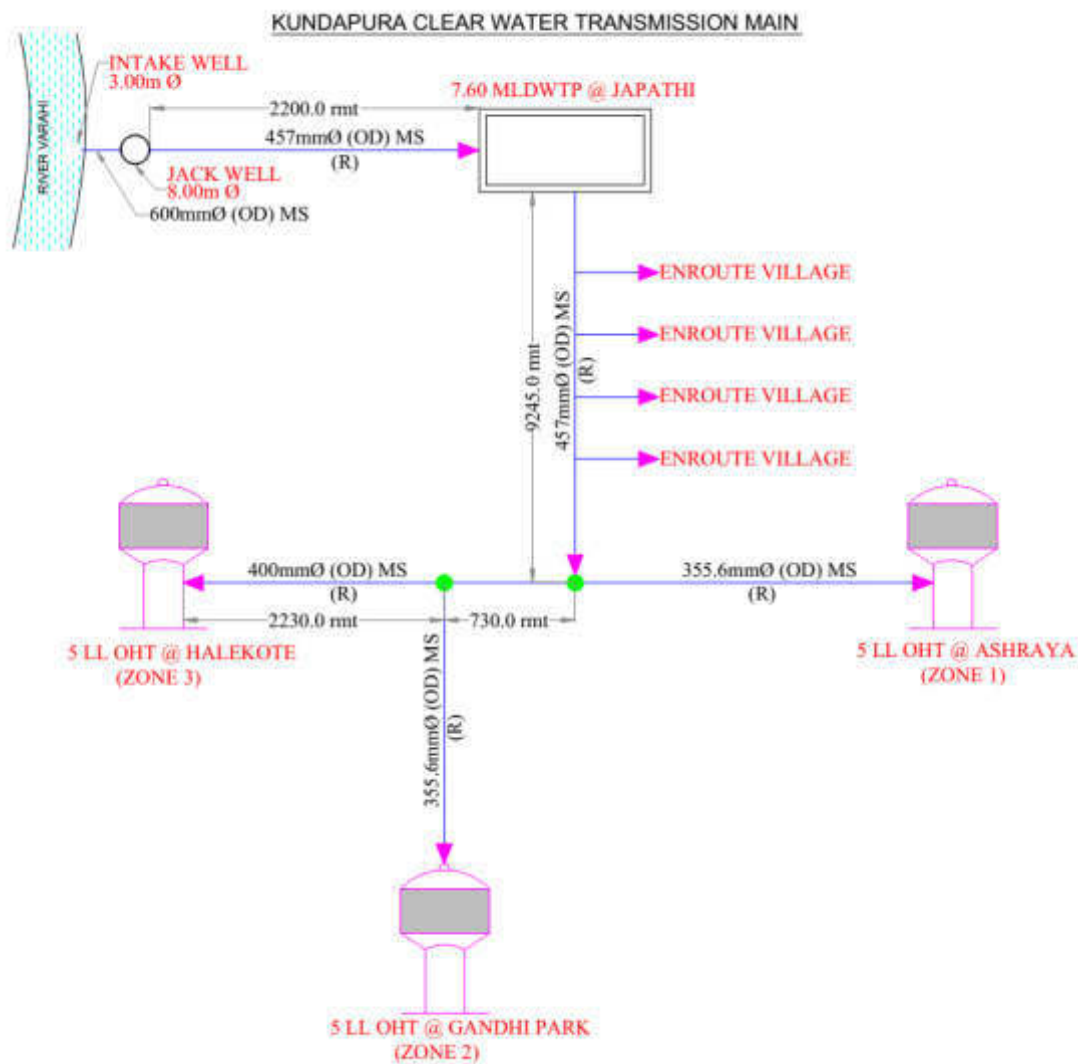 KUNDAPURA CLEAR WATER TRANSMISSION MAIN
INTAKE WELL
3.00m Ø
7.60 MLDWTP @ JAPATHI
2200.0 rmt
457mmØ (OD) MS
(R)
RIVER VARAHI
JACK WELL
8.00m Ø
600mmØ (OD) MS
ENROUTE VILLAGE
ENROUTE VILLAGE
ENROUTE VILLAGE
ENROUTE VILLAGE
9245.0 rmt
457mmØ (OD) MS
(R)
400mmØ (OD) MS
(R)
2230.0 rmt
730.0 rmt
355.6mmØ (OD) MS
(R)
5 LL OHT @ HALEKOTE
(ZONE 3)
5 LL OHT @ ASHRAYA
(ZONE 1)
355.6mmØ (OD) MS
(R)
5 LL OHT @ GANDHI PARK
(ZONE 2)